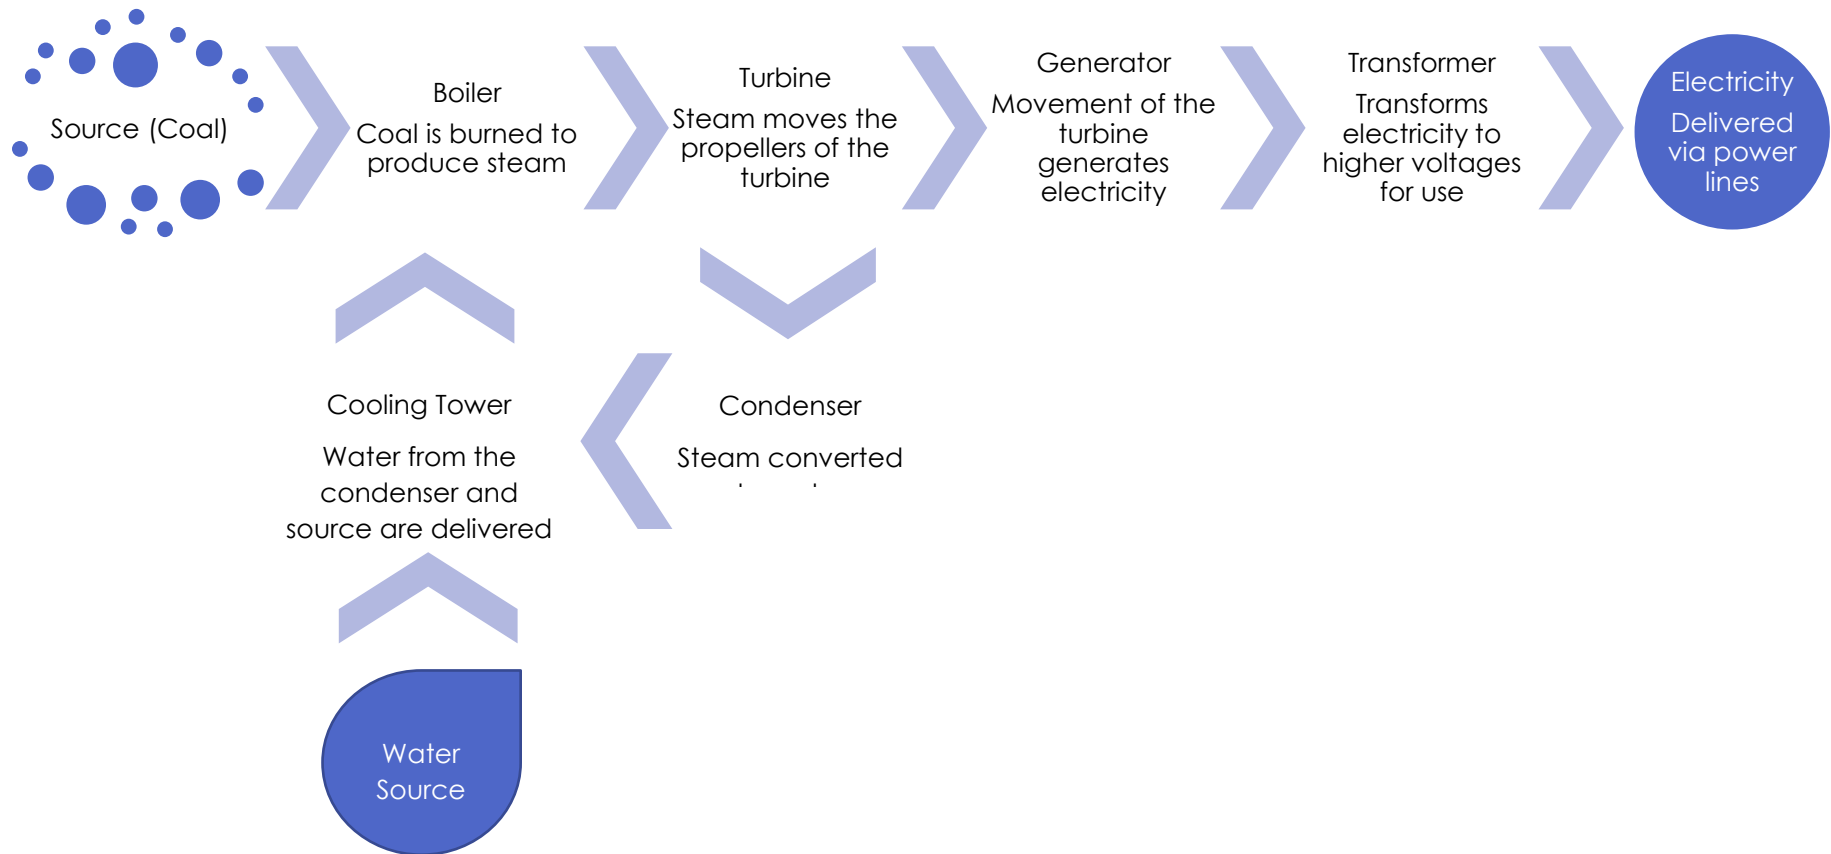 Source (Coal)
Boiler
Coal is burned to
produce steam
Turbine
Steam moves the
propellers of the
turbine
Generator
Movement of the
turbine
generates
electricity
Transformer
Transforms
electricity to
higher voltages
for use
Electricity
Delivered
via power
lines
Cooling Tower
Water from the
condenser and
source are delivered
Condenser
Steam converted
Water
Source